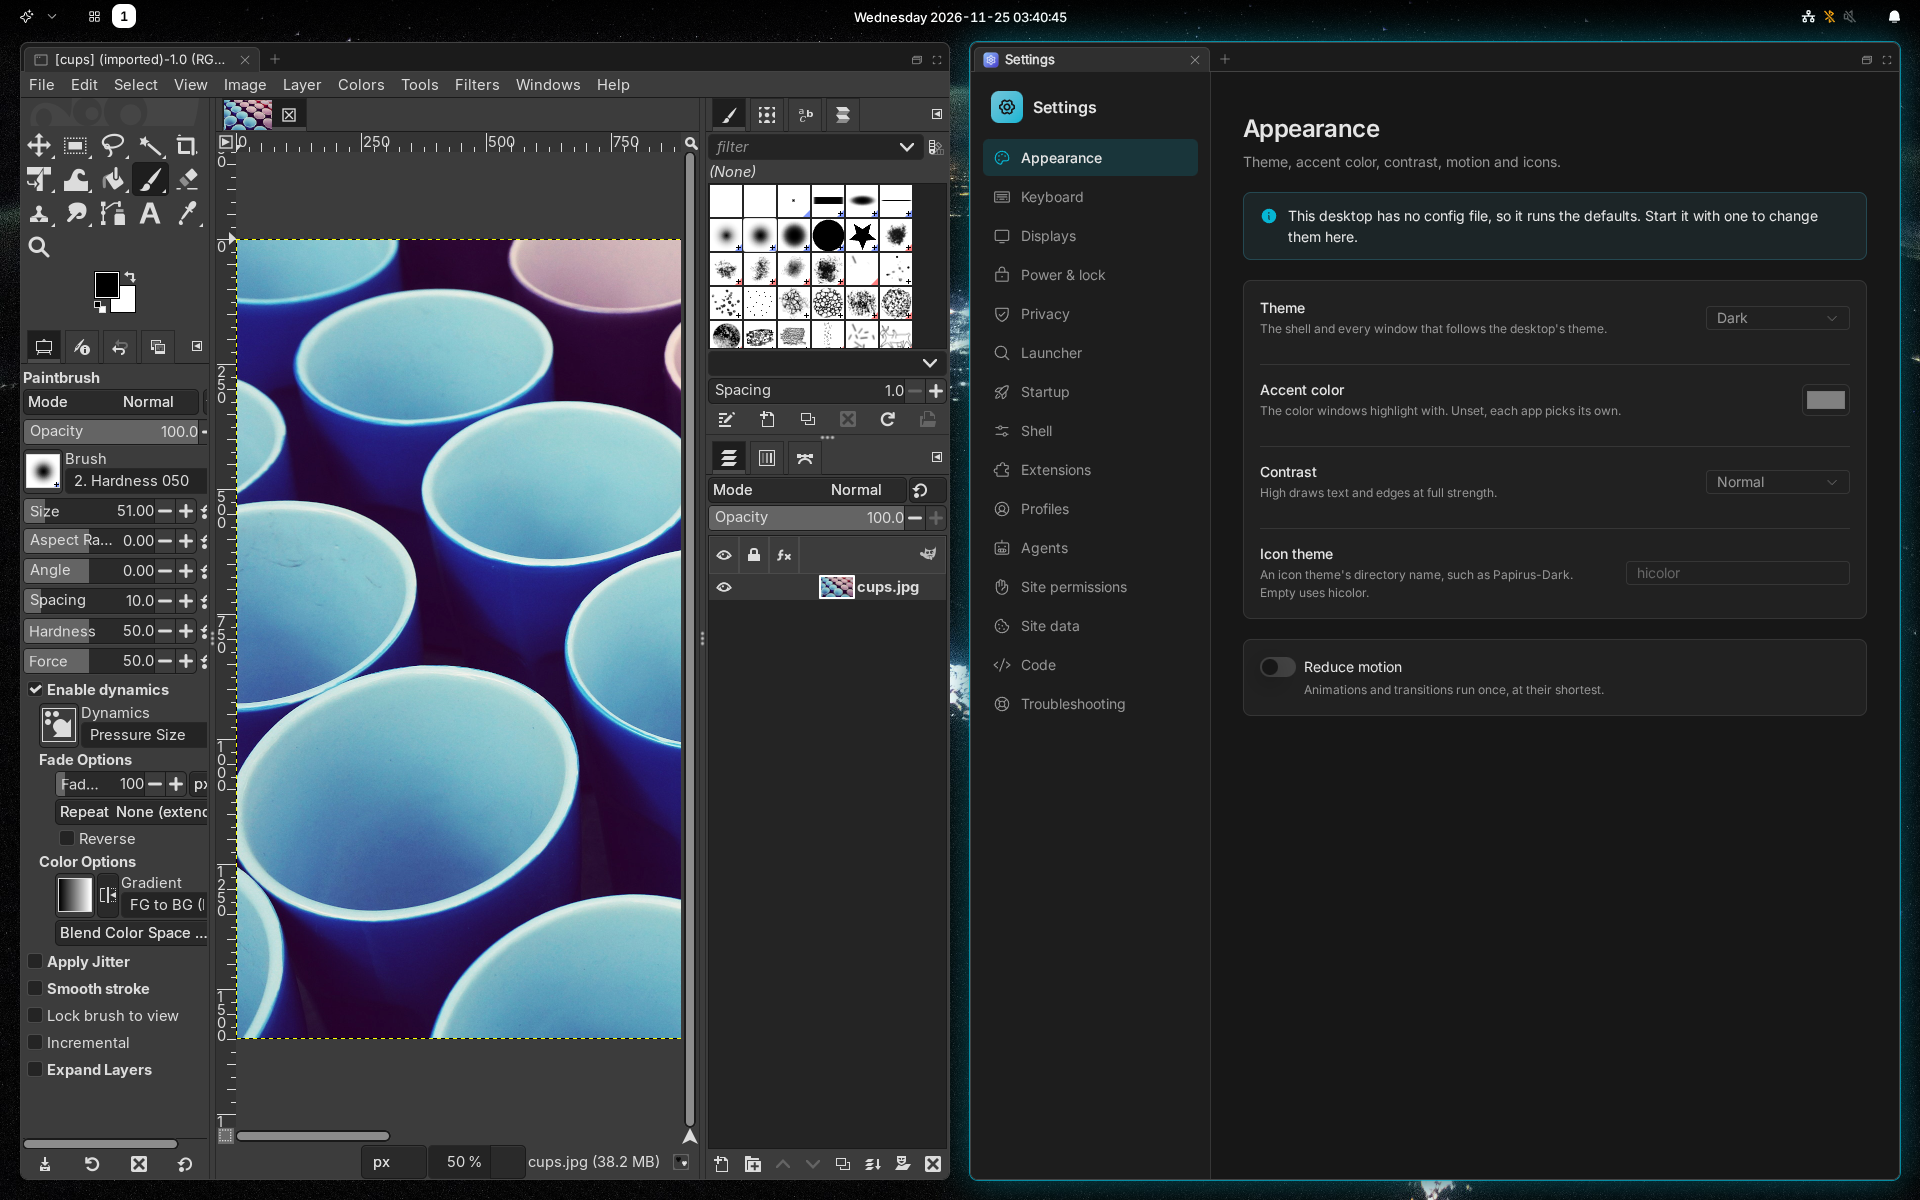 1
Wednesday 2026-11-25 03:40:45
[cups] (imported)-1.0 (RG...
File Edit Select View Image Layer Colors Tools Filters Windows Help
0 250 500 750
Paintbrush
Mode Normal
Opacity 100.0
Brush
2. Hardness 050
Size 51.00
Aspect Ra... 0.00
Angle 0.00
Spacing 10.0
Hardness 50.0
Force 50.0
Enable dynamics
Dynamics
Pressure Size
Fade Options
Fad... 100 px
Repeat None (extend
Reverse
Color Options
Gradient
FG to BG (
Blend Color Space ...
Apply Jitter
Smooth stroke
Lock brush to view
Incremental
Expand Layers
0
250
500
750
1000
1250
1500
px
50 %
cups.jpg (38.2 MB)
filter
(None)
Spacing 1.0
Mode Normal
Opacity 100.0
fx
cups.jpg
Settings
Settings
Appearance
Keyboard
Displays
Power & lock
Privacy
Launcher
Startup
Shell
Extensions
Profiles
Agents
Site permissions
Site data
Code
Troubleshooting
Appearance
Theme, accent color, contrast, motion and icons.
This desktop has no config file, so it runs the defaults. Start it with one to change
them here.
Theme
The shell and every window that follows the desktop's theme.
Dark
Accent color
The color windows highlight with. Unset, each app picks its own.
Contrast
High draws text and edges at full strength.
Normal
Icon theme
An icon theme's directory name, such as Papirus-Dark.
Empty uses hicolor.
hicolor
Reduce motion
Animations and transitions run once, at their shortest.